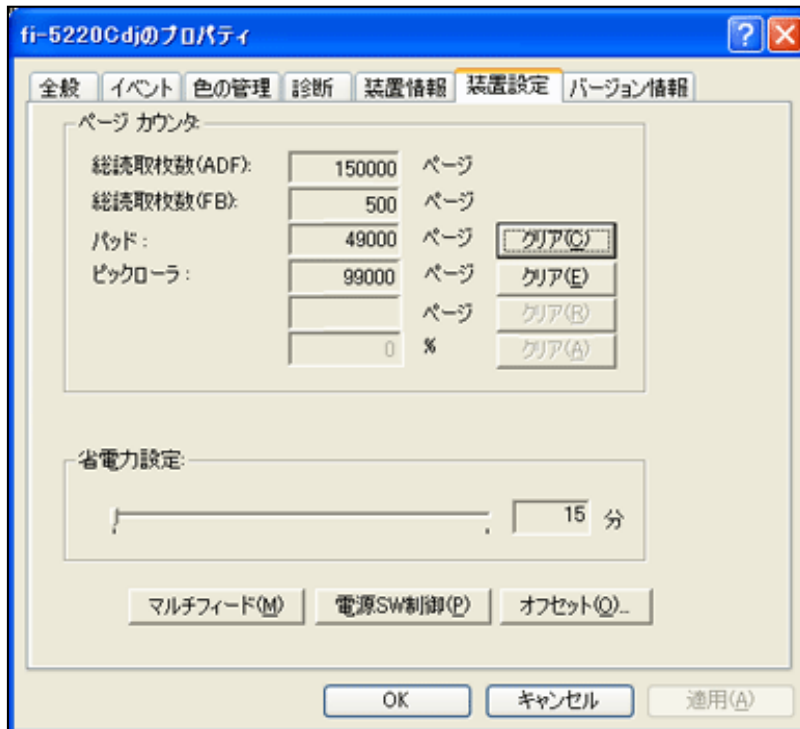 fi-5220Cdjのプロパティ
全般 イベント 色の管理 診断 装置情報 装置設定 バージョン情報
ページ カウンタ
総読取枚数(ADF): 150000 ページ
総読取枚数(FB): 500 ページ
パッド: 49000 ページ クリア(C)
ピックローラ: 99000 ページ クリア(E)
ページ クリア(R)
0 % クリア(A)
省電力設定:
15 分
マルチフィード(M) 電源SW制御(P) オフセット(O)...
OK キャンセル 適用(A)